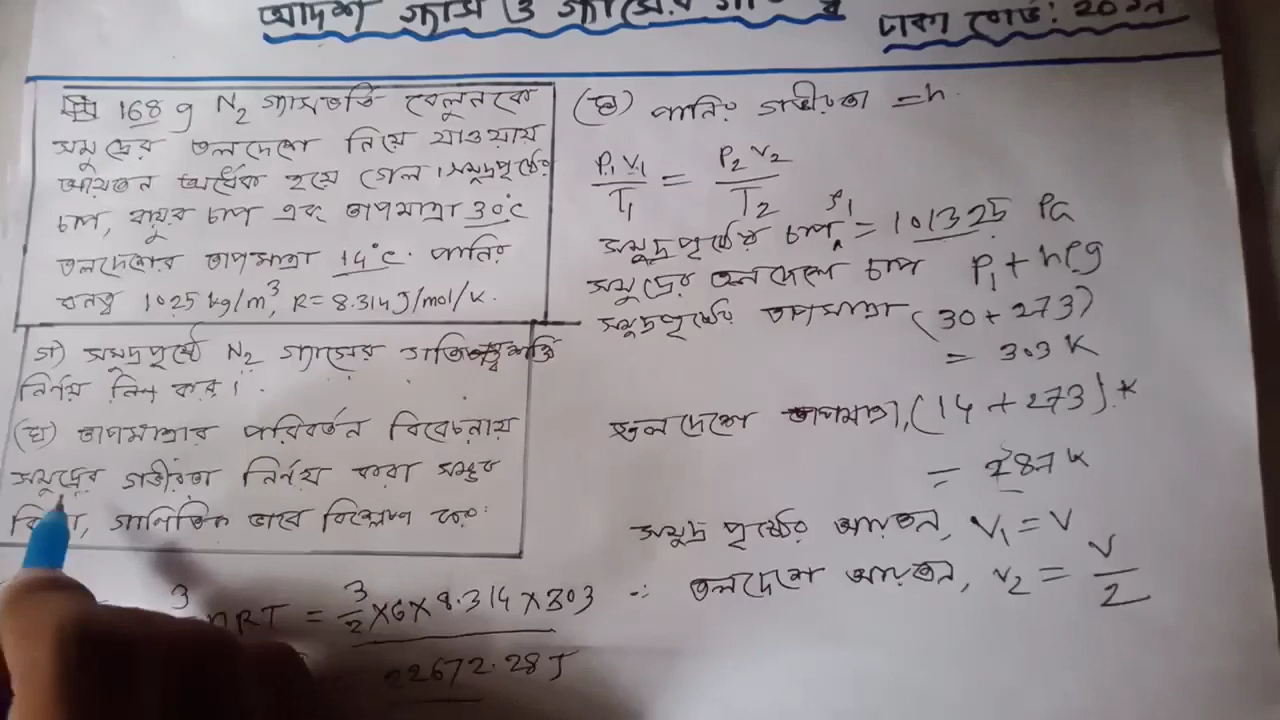 আদর্শ গ্যাস ও গ্যাসের
ঢাকা বোর্ড: 20
168 g N₂ গ্যাসভর্তি বেলুনকে
সমুদ্রের তলদেশে নিয়ে যাওয়ায়
আয়তন অর্ধেক হয়ে গেল। সমুদ্রপৃষ্ঠের
চাপ, বায়ুর চাপ এবং তাপমাত্রা 30°C
তলদেশের তাপমাত্রা 14°C. পানির
ঘনত্ব 1025 kg/m³, R = 8.314 J/mol/K.
গ) সমুদ্রপৃষ্ঠে N₂ গ্যাসের গতিশক্তি
নির্ণয় কর।
(ঘ) তাপমাত্রার পরিবর্তন বিবেচনায়
সমুদ্রের গভীরতা নির্ণয় করা সম্ভব
গাণিতিক ভাবে বিশ্লেষণ কর:
3
nRT = 3/2 × 6 × 8.314 × 303
22672.28 J
(ঘ) পানির গভীরতা = h.
P₁V₁/T₁ = P₂V₂/T₂
সমুদ্রপৃষ্ঠের চাপ P₁ = 101325 Pa
সমুদ্রের তলদেশে চাপ P₁ + hρg
সমুদ্রপৃষ্ঠের তাপমাত্রা (30 + 273)
= 303 K
তলদেশে তাপমাত্রা, (14 + 273) K
= 287 K
সমুদ্র পৃষ্ঠের আয়তন, V₁ = V
∴ তলদেশে আয়তন, V₂ = V/2